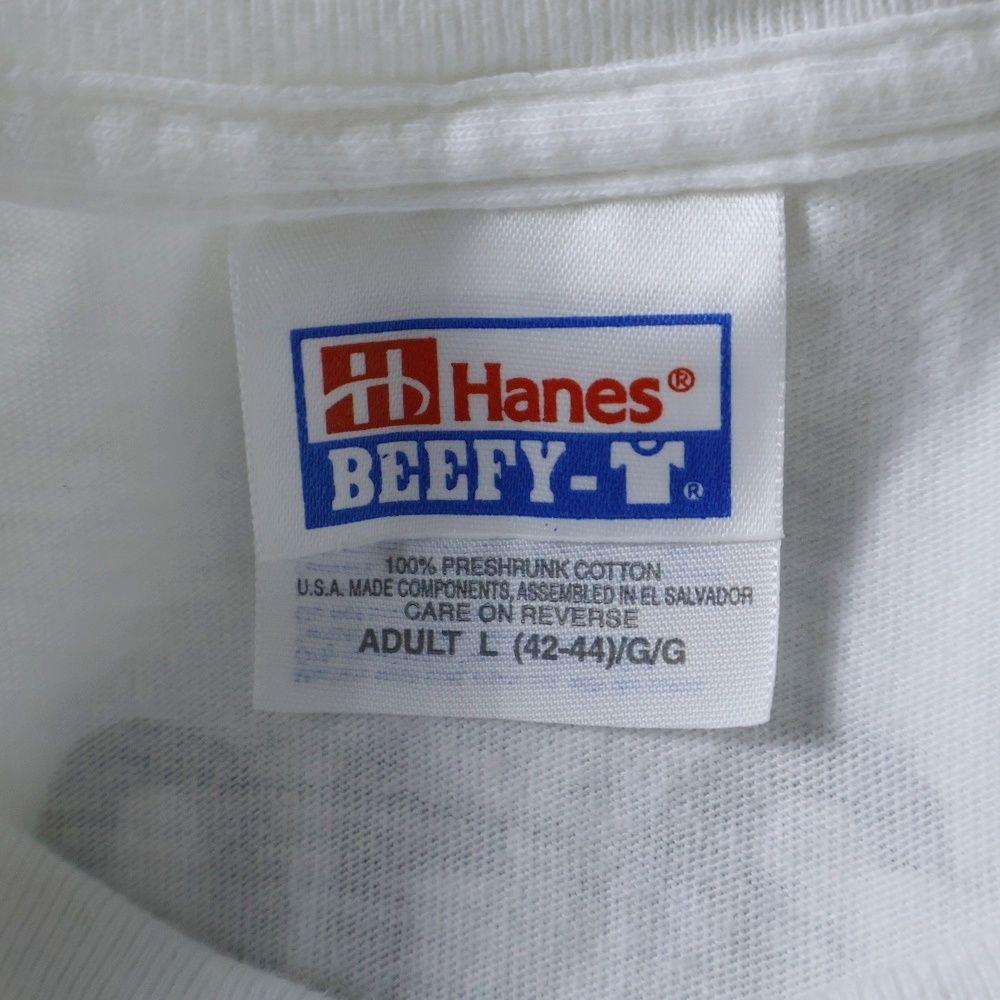 Hanes®
BEEFY-T®
100% PRESHRUNK COTTON
U.S.A. MADE COMPONENTS, ASSEMBLED IN EL SALVADOR
CARE ON REVERSE
ADULT L (42-44)/G/G